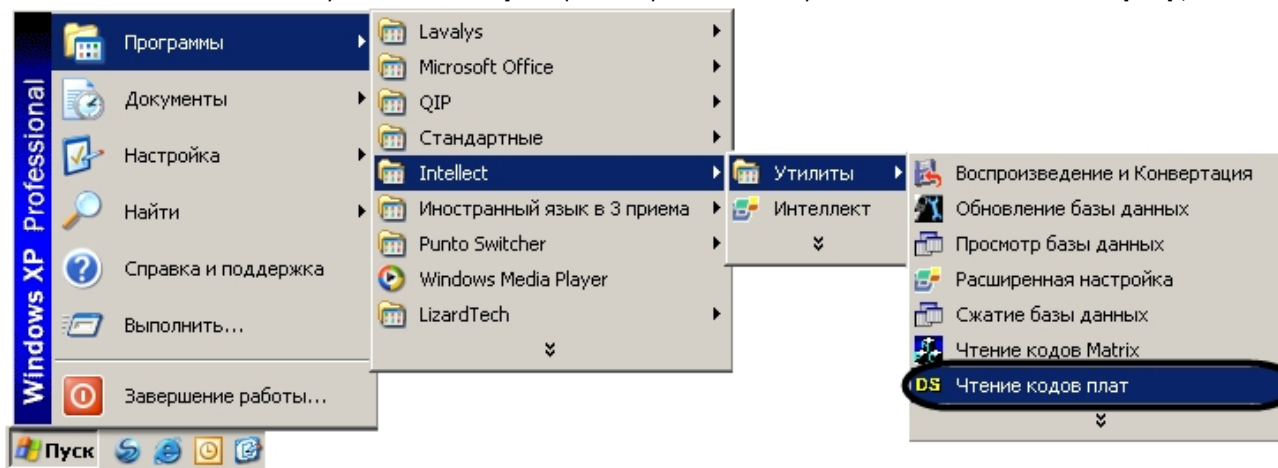 Windows XP Professional
Программы
Документы
Настройка
Найти
Справка и поддержка
Выполнить...
Завершение работы...
Пуск
Lavalys
Microsoft Office
QIP
Стандартные
Intellect
Иностранный язык в 3 приема
Punto Switcher
Windows Media Player
LizardTech
Утилиты
Интеллект
Воспроизведение и Конвертация
Обновление базы данных
Просмотр базы данных
Расширенная настройка
Сжатие базы данных
Чтение кодов Matrix
DS Чтение кодов плат